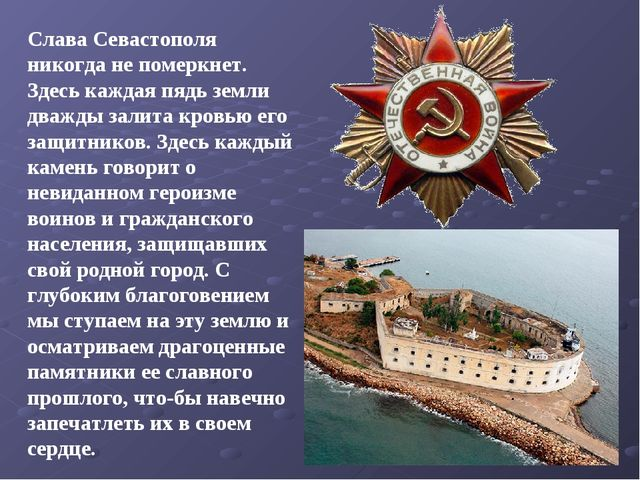 Слава Севастополя
никогда не померкнет.
Здесь каждая пядь земли
дважды залита кровью его
защитников. Здесь каждый
камень говорит о
невиданном героизме
воинов и гражданского
населения, защищавших
свой родной город. С
глубоким благоговением
мы ступаем на эту землю и
осматриваем драгоценные
памятники ее славного
прошлого, что-бы навечно
запечатлеть их в своем
сердце.
ОТЕЧЕСТВЕННАЯ ВОЙНА